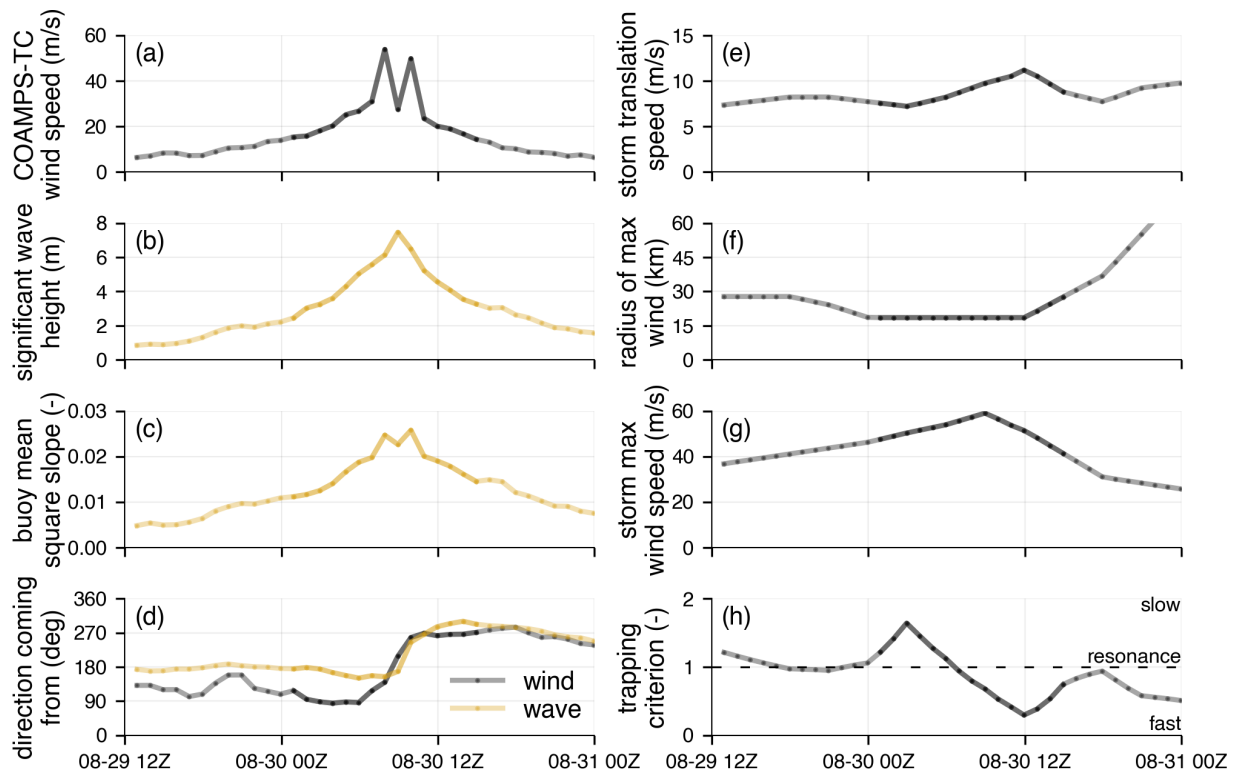 COAMPS-TC
wind speed (m/s)
60
40
20
0
(a)
significant wave
height (m)
8
6
4
2
0
(b)
buoy mean
square slope (-)
0.03
0.02
0.01
0.00
(c)
direction coming
from (deg)
360
270
180
90
0
(d)
wind
wave
08-29 12Z
08-30 00Z
08-30 12Z
08-31 00Z
storm translation
speed (m/s)
15
10
5
0
(e)
radius of max
wind (km)
60
45
30
15
0
(f)
storm max
wind speed (m/s)
60
40
20
0
(g)
trapping
criterion (-)
2
1
0
(h)
slow
resonance
fast
08-29 12Z
08-30 00Z
08-30 12Z
08-31 00Z